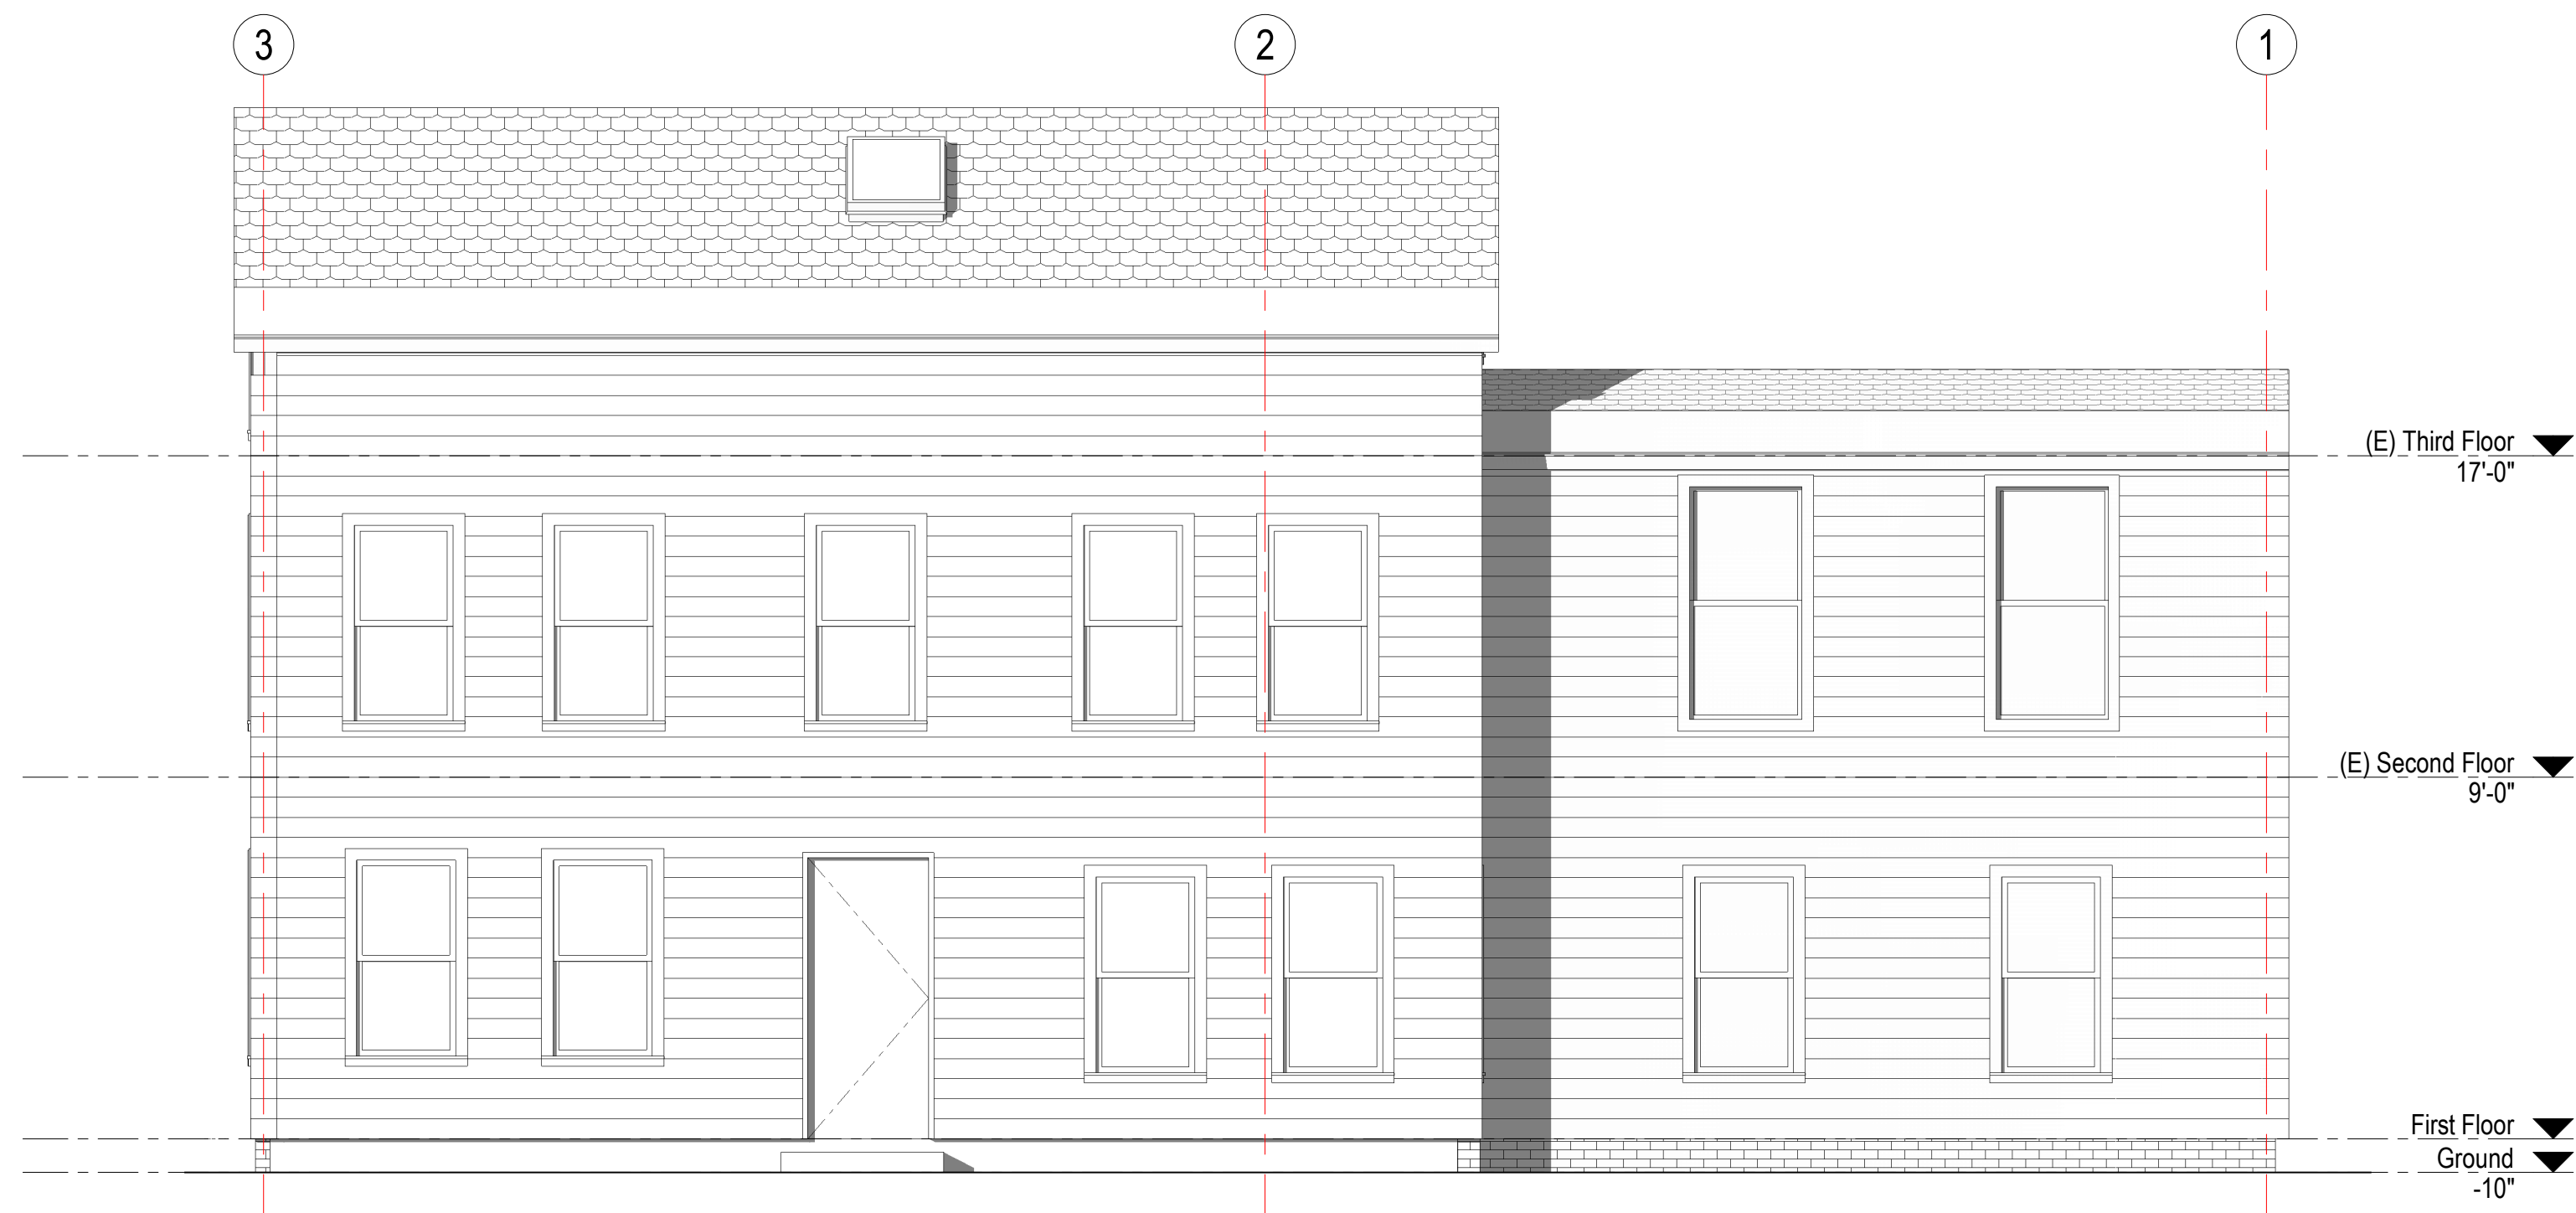 3
2
1
(E) Third Floor
17'-0"
(E) Second Floor
9'-0"
First Floor
Ground
-10"